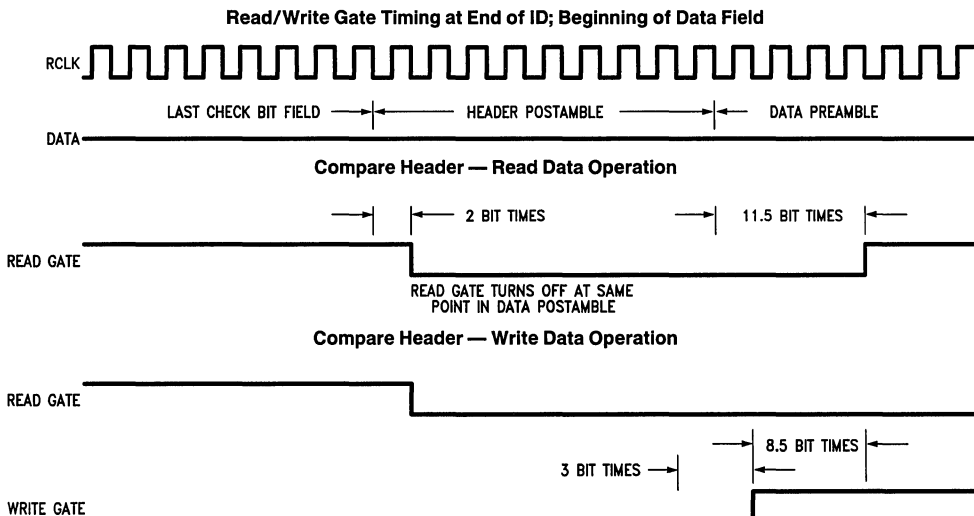 Read/Write Gate Timing at End of ID; Beginning of Data Field
RCLK
LAST CHECK BIT FIELD HEADER POSTAMBLE DATA PREAMBLE
DATA
Compare Header — Read Data Operation
2 BIT TIMES 11.5 BIT TIMES
READ GATE
READ GATE TURNS OFF AT SAME
POINT IN DATA POSTAMBLE
Compare Header — Write Data Operation
READ GATE
8.5 BIT TIMES
3 BIT TIMES
WRITE GATE